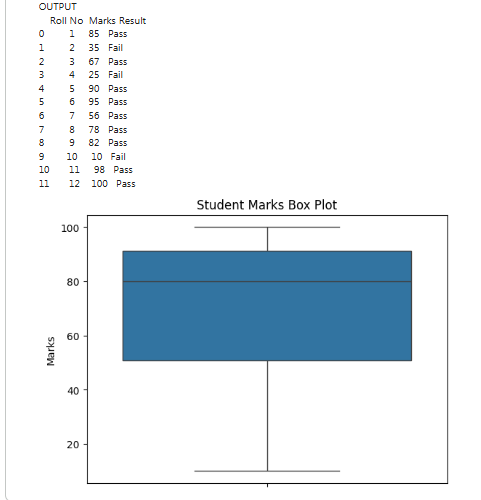 OUTPUT
Roll No Marks Result
0 1 85 Pass
1 2 35 Fail
2 3 67 Pass
3 4 25 Fail
4 5 90 Pass
5 6 95 Pass
6 7 56 Pass
7 8 78 Pass
8 9 82 Pass
9 10 10 Fail
10 11 98 Pass
11 12 100 Pass
Student Marks Box Plot
100
80
60
40
20
Marks